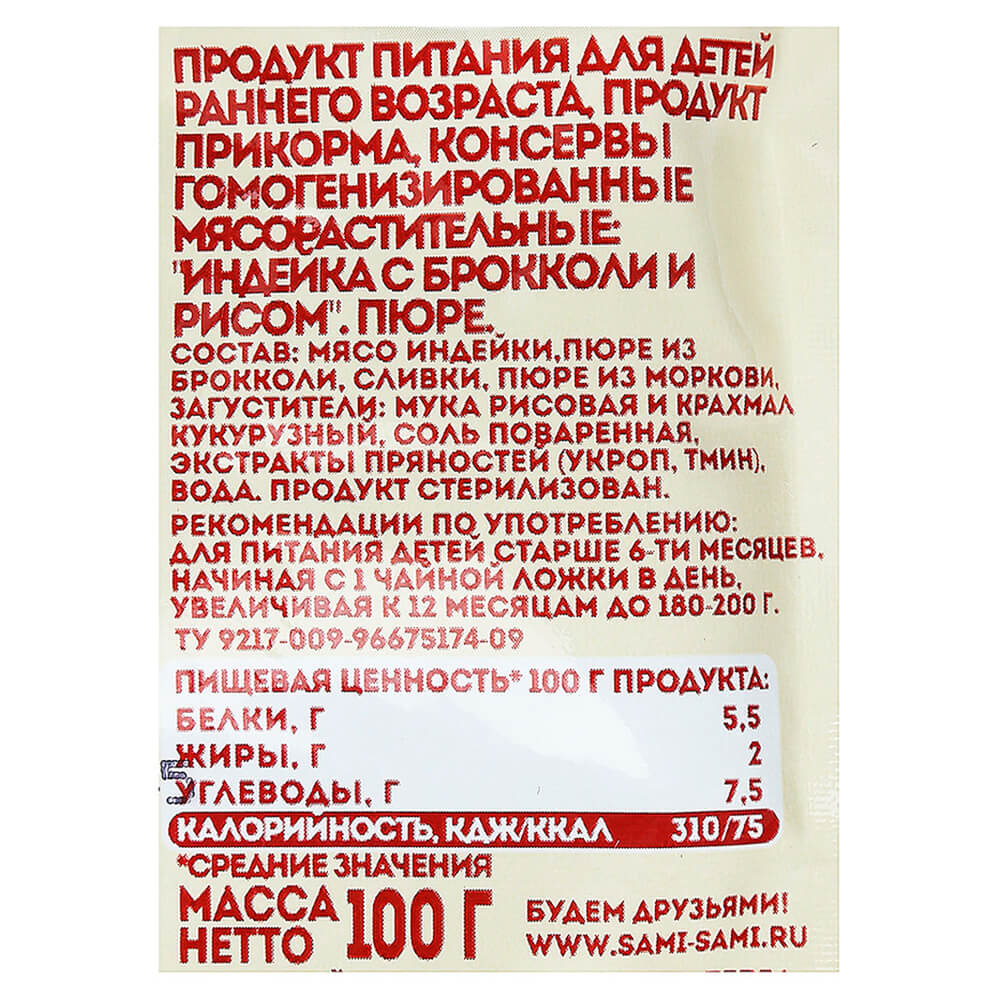 ПРОДУКТ ПИТАНИЯ ДЛЯ ДЕТЕЙ
РАННЕГО ВОЗРАСТА, ПРОДУКТ
ПРИКОРМА, КОНСЕРВЫ
ГОМОГЕНИЗИРОВАННЫЕ
МЯСОРАСТИТЕЛЬНЫЕ:
"ИНДЕЙКА С БРОККОЛИ И
РИСОМ". ПЮРЕ.
СОСТАВ: МЯСО ИНДЕЙКИ, ПЮРЕ ИЗ
БРОККОЛИ, СЛИВКИ, ПЮРЕ ИЗ МОРКОВИ,
ЗАГУСТИТЕЛИ: МУКА РИСОВАЯ И КРАХМАЛ
КУКУРУЗНЫЙ, СОЛЬ ПОВАРЕННАЯ,
ЭКСТРАКТЫ ПРЯНОСТЕЙ (УКРОП, ТМИН),
ВОДА. ПРОДУКТ СТЕРИЛИЗОВАН.
РЕКОМЕНДАЦИИ ПО УПОТРЕБЛЕНИЮ:
ДЛЯ ПИТАНИЯ ДЕТЕЙ СТАРШЕ 6-ТИ МЕСЯЦЕВ,
НАЧИНАЯ С 1 ЧАЙНОЙ ЛОЖКИ В ДЕНЬ,
УВЕЛИЧИВАЯ К 12 МЕСЯЦАМ ДО 180-200 Г.
ТУ 9217-009-96675174-09
ПИЩЕВАЯ ЦЕННОСТЬ* 100 Г ПРОДУКТА:
БЕЛКИ, Г 5,5
ЖИРЫ, Г 2
УГЛЕВОДЫ, Г 7,5
КАЛОРИЙНОСТЬ, КДЖ/ККАЛ 310/75
*СРЕДНИЕ ЗНАЧЕНИЯ
МАССА
НЕТТО 100 Г
БУДЕМ ДРУЗЬЯМИ!
WWW.SAMI-SAMI.RU